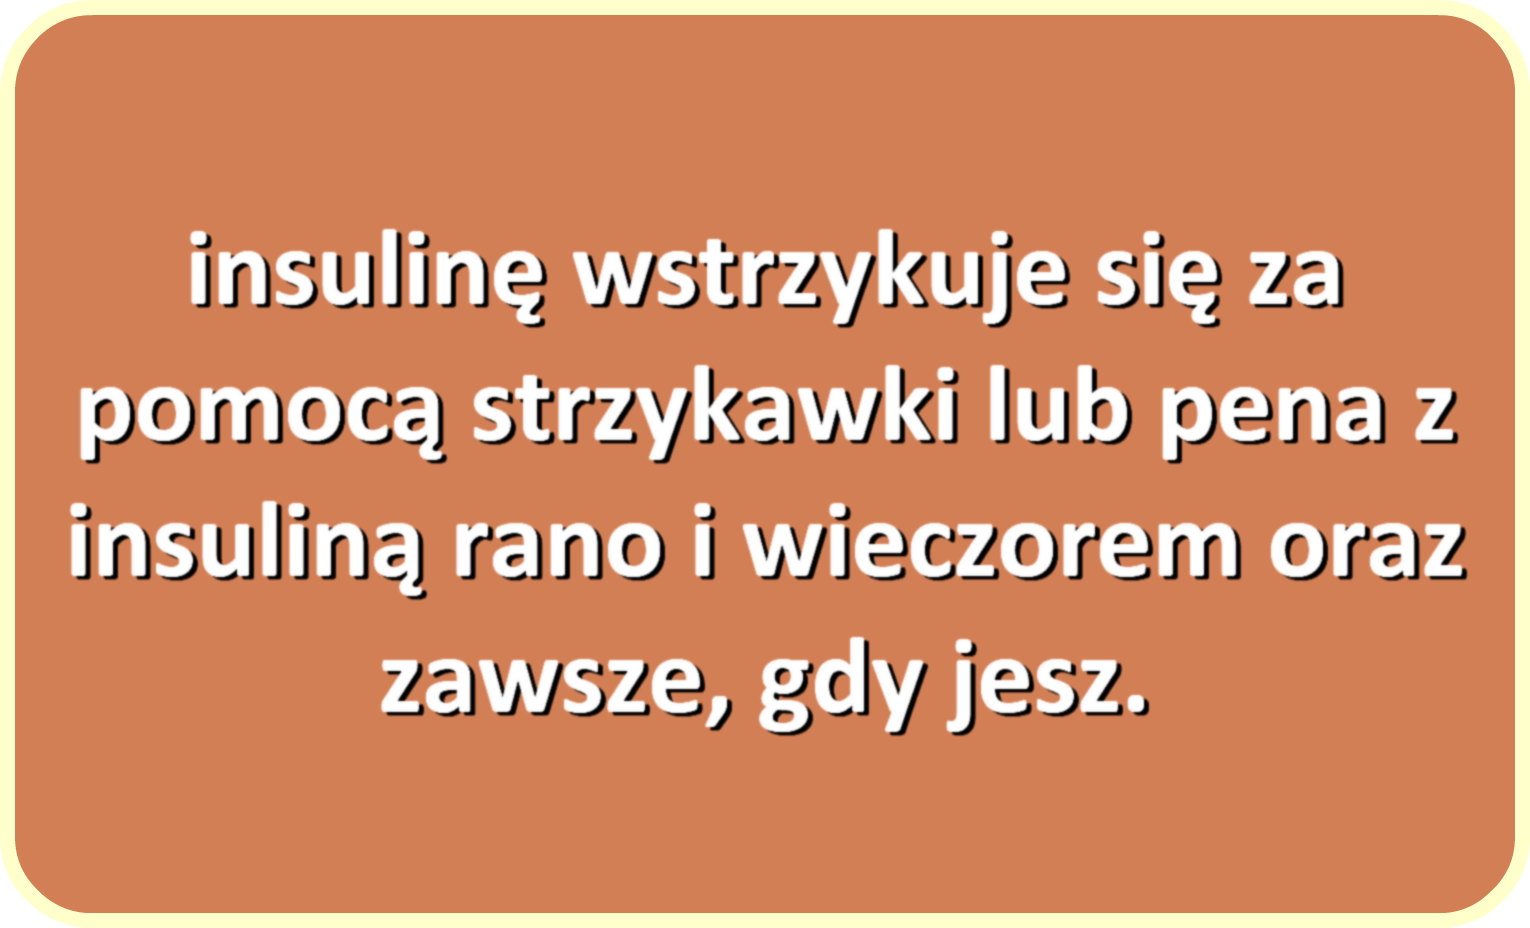 insulinę wstrzykuje się za
pomocą strzykawki lub pena z
insuliną rano i wieczorem oraz
zawsze, gdy jesz.